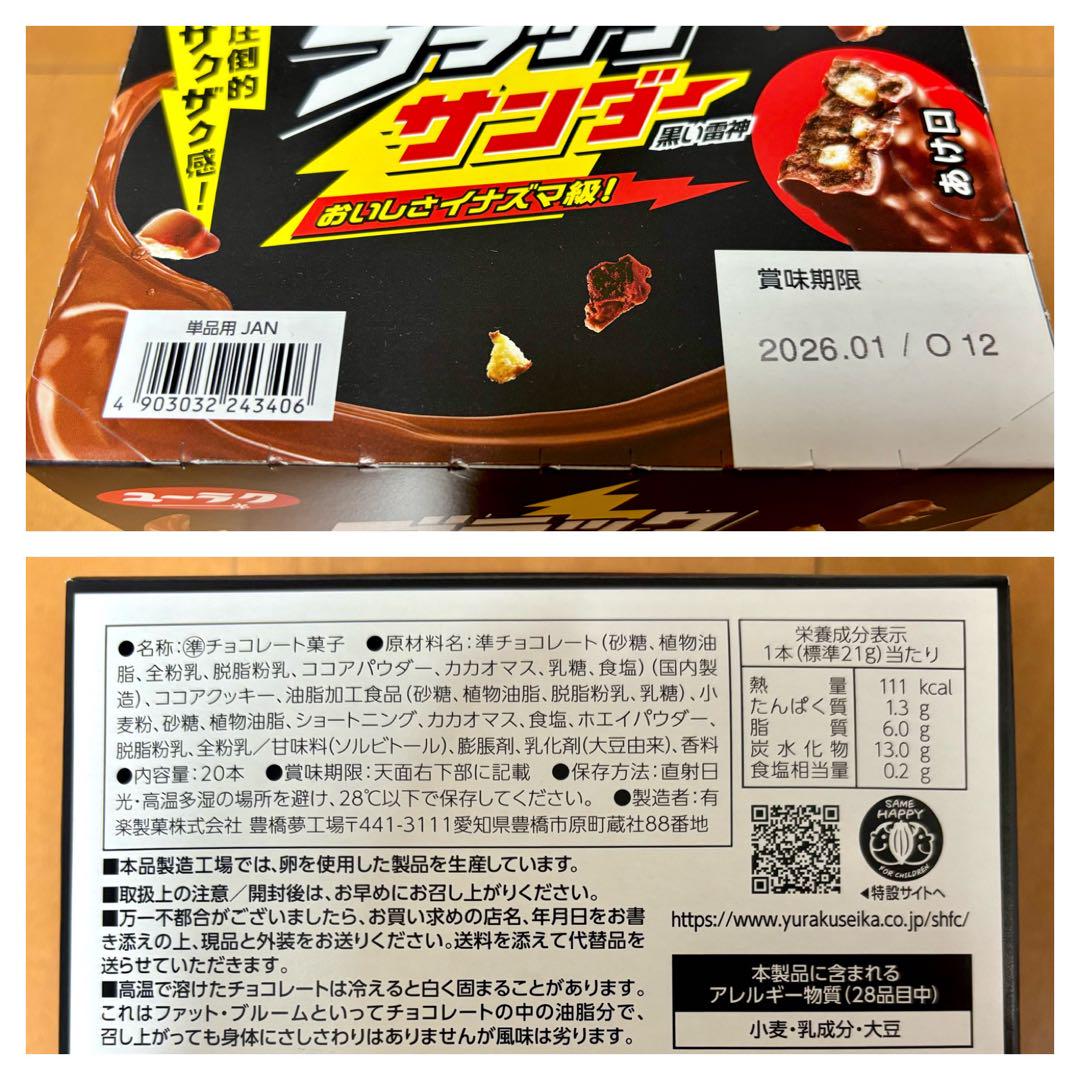 圧倒的
ザクザク感!
ブラック
サンダー
黒い雷神
おいしさイナズマ級!
あけ口
賞味期限
2026.01 / O 12
単品用 JAN
4 903032 243406
ユーラク
ブラック
●名称:準チョコレート菓子 ●原材料名:準チョコレート(砂糖、植物油
脂、全粉乳、脱脂粉乳、ココアパウダー、カカオマス、乳糖、食塩)(国内製
造)、ココアクッキー、油脂加工食品(砂糖、植物油脂、脱脂粉乳、乳糖)、小
麦粉、砂糖、植物油脂、ショートニング、カカオマス、食塩、ホエイパウダー、
脱脂粉乳、全粉乳/甘味料(ソルビトール)、膨脹剤、乳化剤(大豆由来)、香料
●内容量:20本 ●賞味期限:天面右下部に記載 ●保存方法:直射日
光・高温多湿の場所を避け、28℃以下で保存してください。 ●製造者:有
楽製菓株式会社 豊橋夢工場〒441-3111愛知県豊橋市原町蔵社88番地
■本品製造工場では、卵を使用した製品を生産しています。
■取扱上の注意/開封後は、お早めにお召し上がりください。
■万一不都合がございましたら、お買い求めの店名、年月日をお書
き添えの上、現品と外装をお送りください。送料を添えて代替品を
送らせていただきます。
■高温で溶けたチョコレートは冷えると白く固まることがあります。
これはファット・ブルームといってチョコレートの中の油脂分で、
召し上がっても身体にさしさわりはありませんが風味は劣ります。
栄養成分表示
1本(標準21g)当たり
熱量 111 kcal
たんぱく質 1.3 g
脂質 6.0 g
炭水化物 13.0 g
食塩相当量 0.2 g
SAME
HAPPY
FOR CHILDREN
◀特設サイトへ
https://www.yurakuseika.co.jp/shfc/
本製品に含まれる
アレルギー物質(28品目中)
小麦・乳成分・大豆